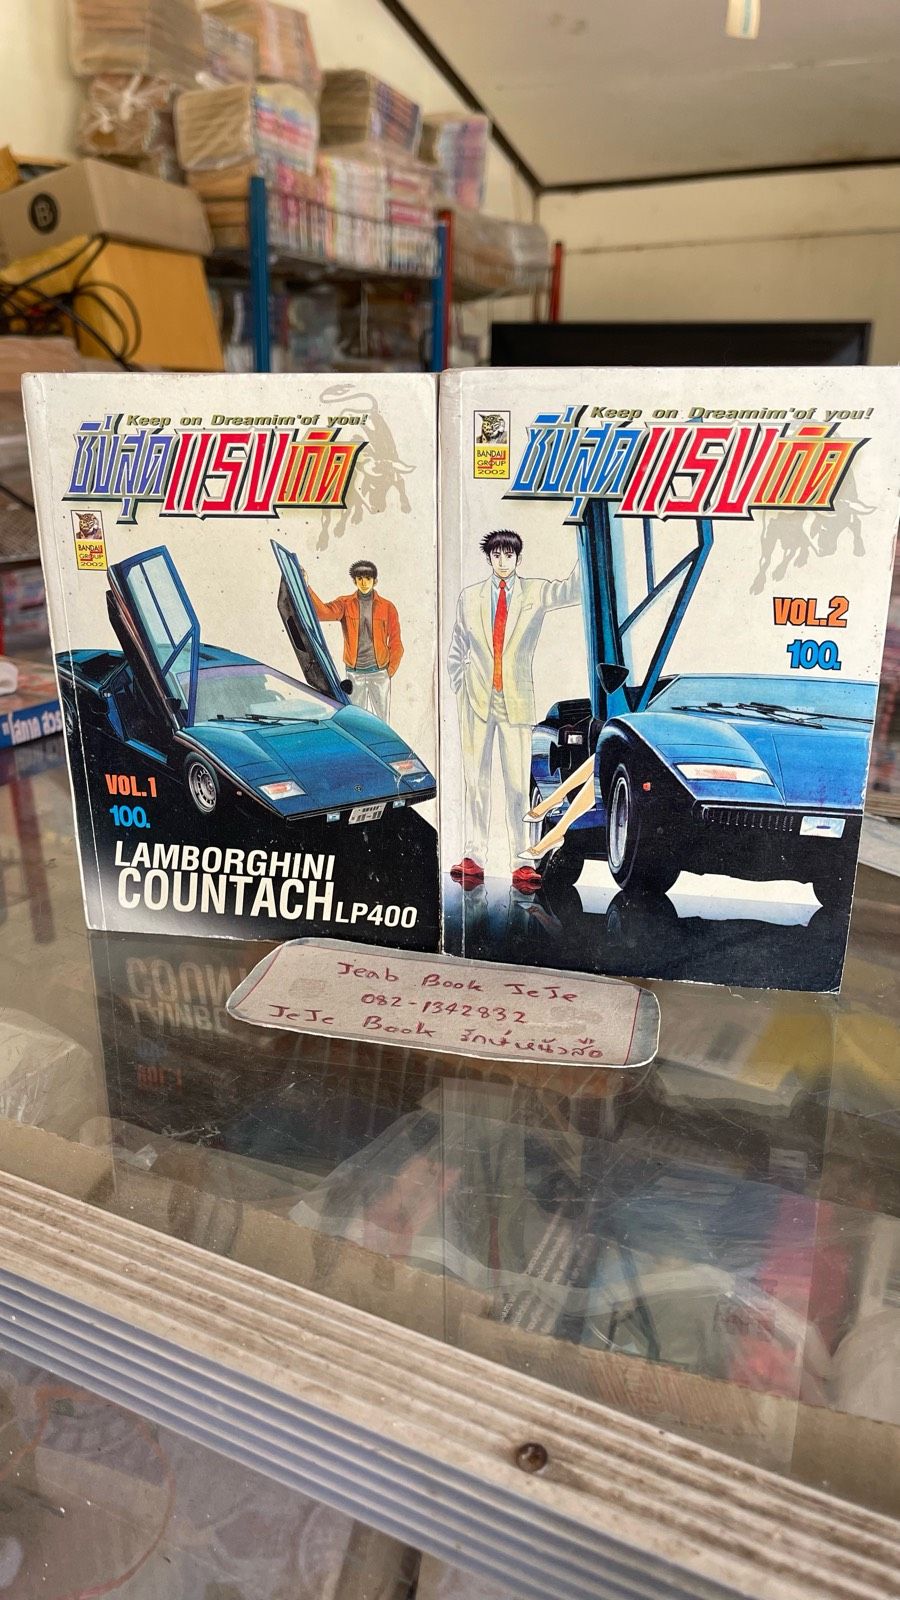 Keep on Dreamim'of you!
ซิ่งสุดแรงเกิด
BANDAI
GROUP
2002
VOL.1
100.
LAMBORGHINI
COUNTACH LP400
Keep on Dreamim'of you!
ซิ่งสุดแรงเกิด
BANDAI
GROUP
2002
VOL.2
100.
Jeab Book JeJe
082-1342832
JeJe Book รักษ์หนังสือ